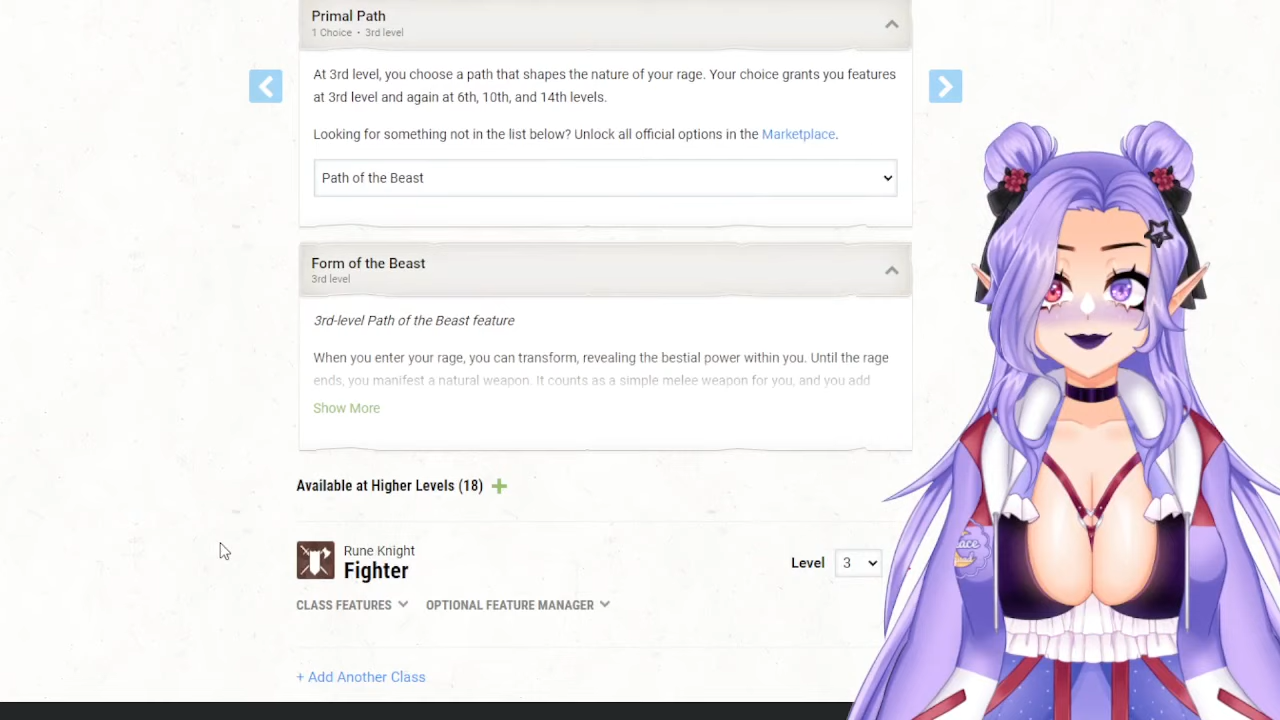 Primal Path
1 Choice • 3rd level
At 3rd level, you choose a path that shapes the nature of your rage. Your choice grants you features
at 3rd level and again at 6th, 10th, and 14th levels.
Looking for something not in the list below? Unlock all official options in the Marketplace.
Path of the Beast
Form of the Beast
3rd level
3rd-level Path of the Beast feature
When you enter your rage, you can transform, revealing the bestial power within you. Until the rage
ends, you manifest a natural weapon. It counts as a simple melee weapon for you, and you add
Show More
Available at Higher Levels (18)
Rune Knight
Fighter
Level 3
CLASS FEATURES OPTIONAL FEATURE MANAGER
+ Add Another Class